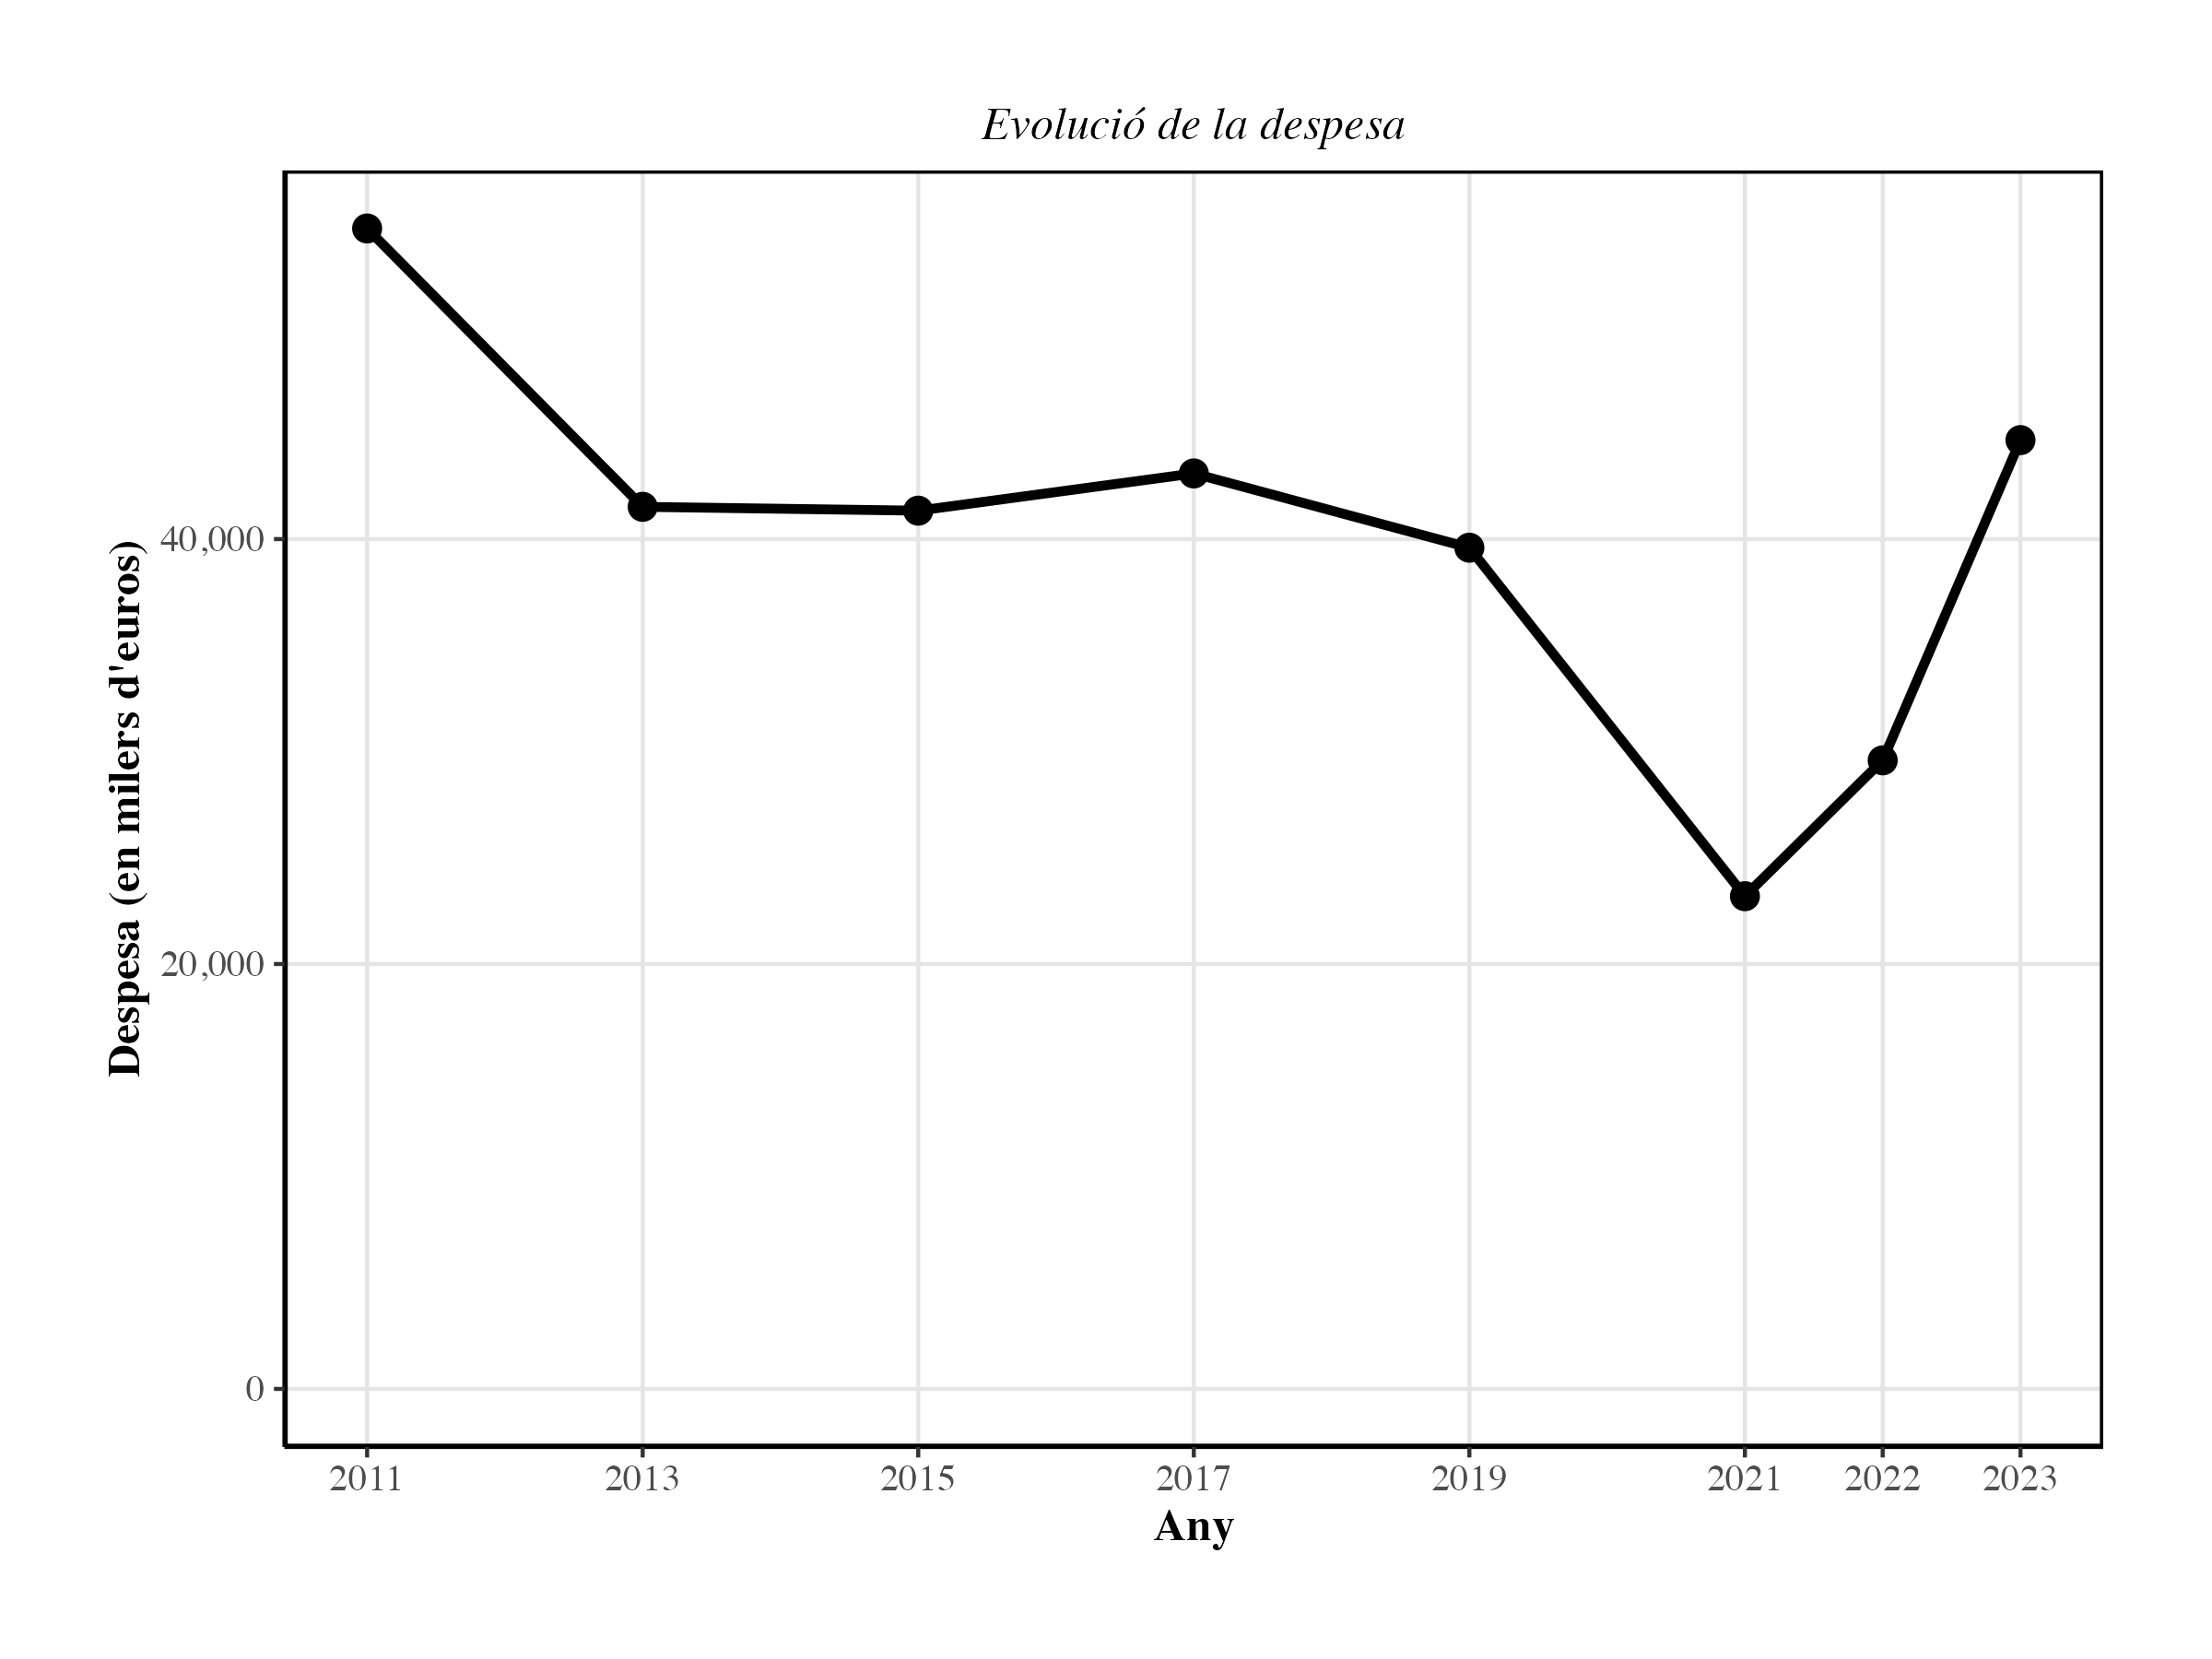 Evolució de la despesa
Despesa (en milers d'euros)
40,000
20,000
0
2011 2013 2015 2017 2019 2021 2022 2023
Any